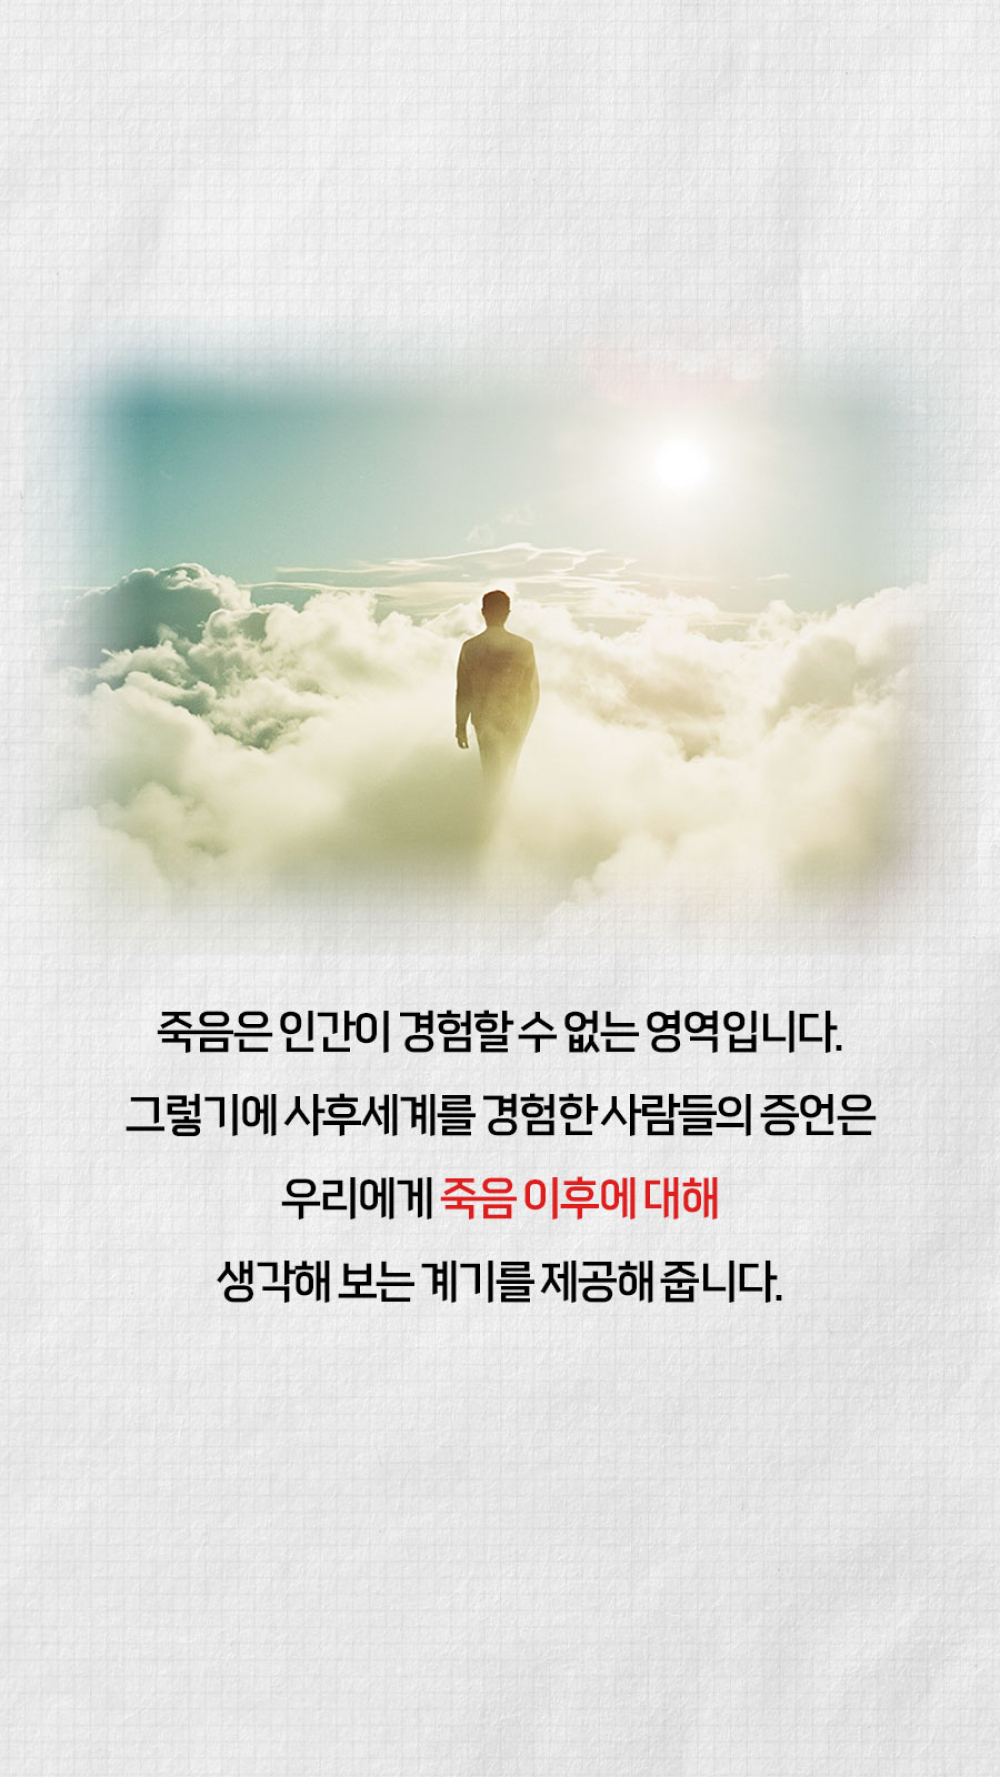 죽음은 인간이 경험할 수 없는 영역입니다.
그렇기에 사후세계를 경험한 사람들의 증언은
우리에게 죽음 이후에 대해
생각해 보는 계기를 제공해 줍니다.